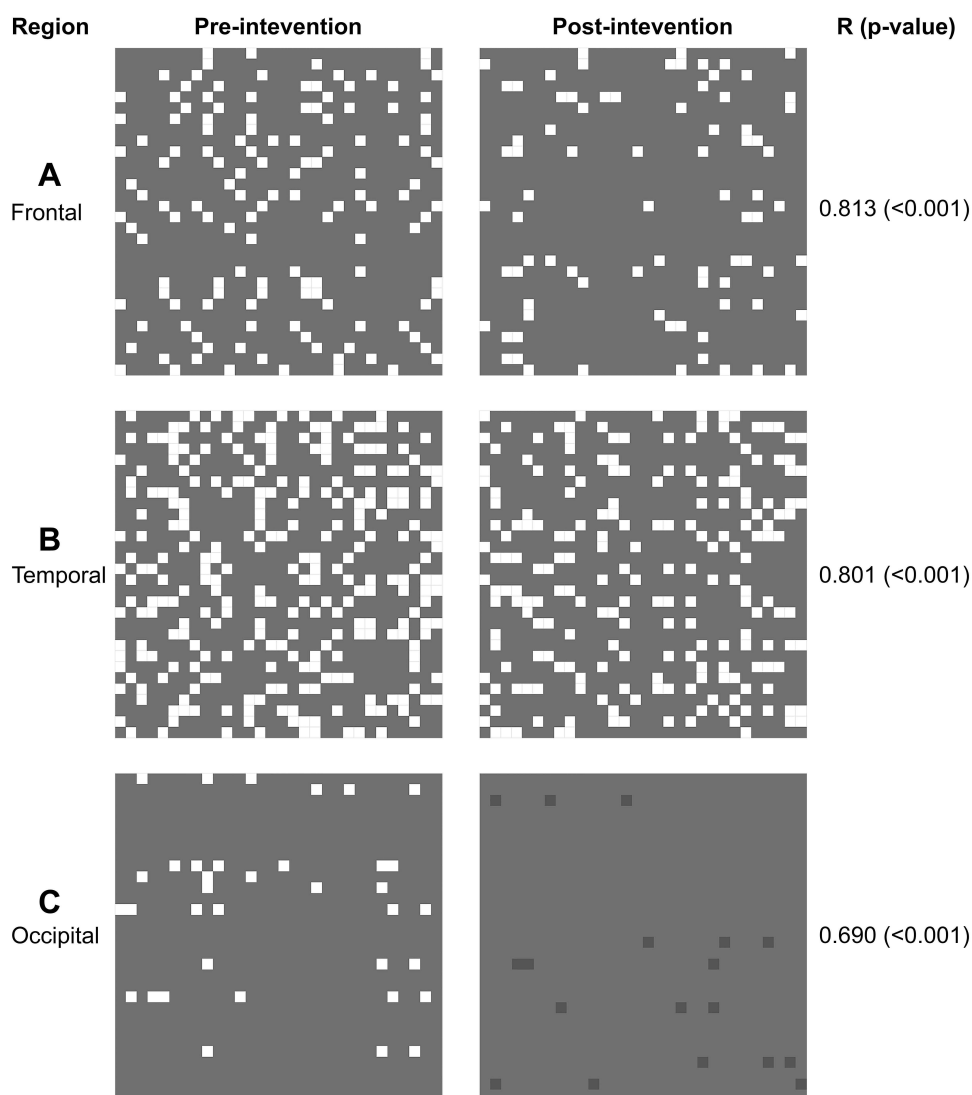 Region Pre-intevention Post-intevention R (p-value)
A
Frontal
0.813 (<0.001)
B
Temporal
0.801 (<0.001)
C
Occipital
0.690 (<0.001)